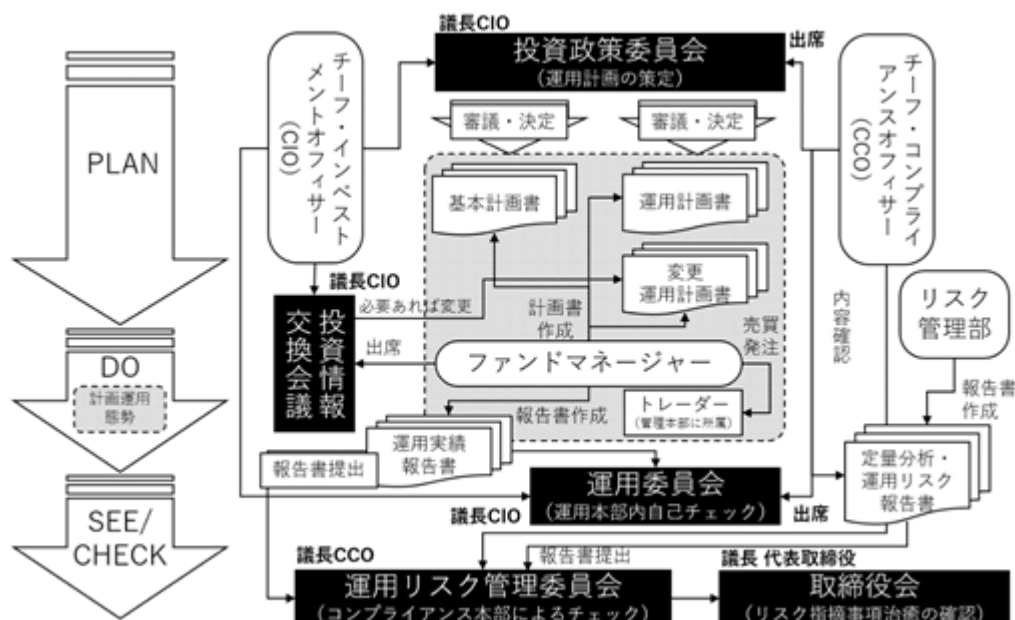 議長CIO
投資政策委員会
(運用計画の策定)
出席
チーフ・インベスト
メントオフィサー
(CIO)
チーフ・コンプライ
アンスオフィサー
(CCO)
審議・決定
審議・決定
PLAN
基本計画書
運用計画書
変更
運用計画書
議長CIO
必要あれば変更
計画書
作成
売買
発注
内容確認
リスク
管理部
投資情報
交換会議
出席
ファンドマネージャー
DO
計画運用
態勢
報告書作成
トレーダー
(管理本部に所属)
報告書
作成
運用実績
報告書
報告書提出
定量分析・
運用リスク
報告書
運用委員会
(運用本部内自己チェック)
議長CIO
出席
SEE/
CHECK
議長CCO
報告書提出
議長 代表取締役
運用リスク管理委員会
(コンプライアンス本部によるチェック)
取締役会
(リスク指摘事項治癒の確認)